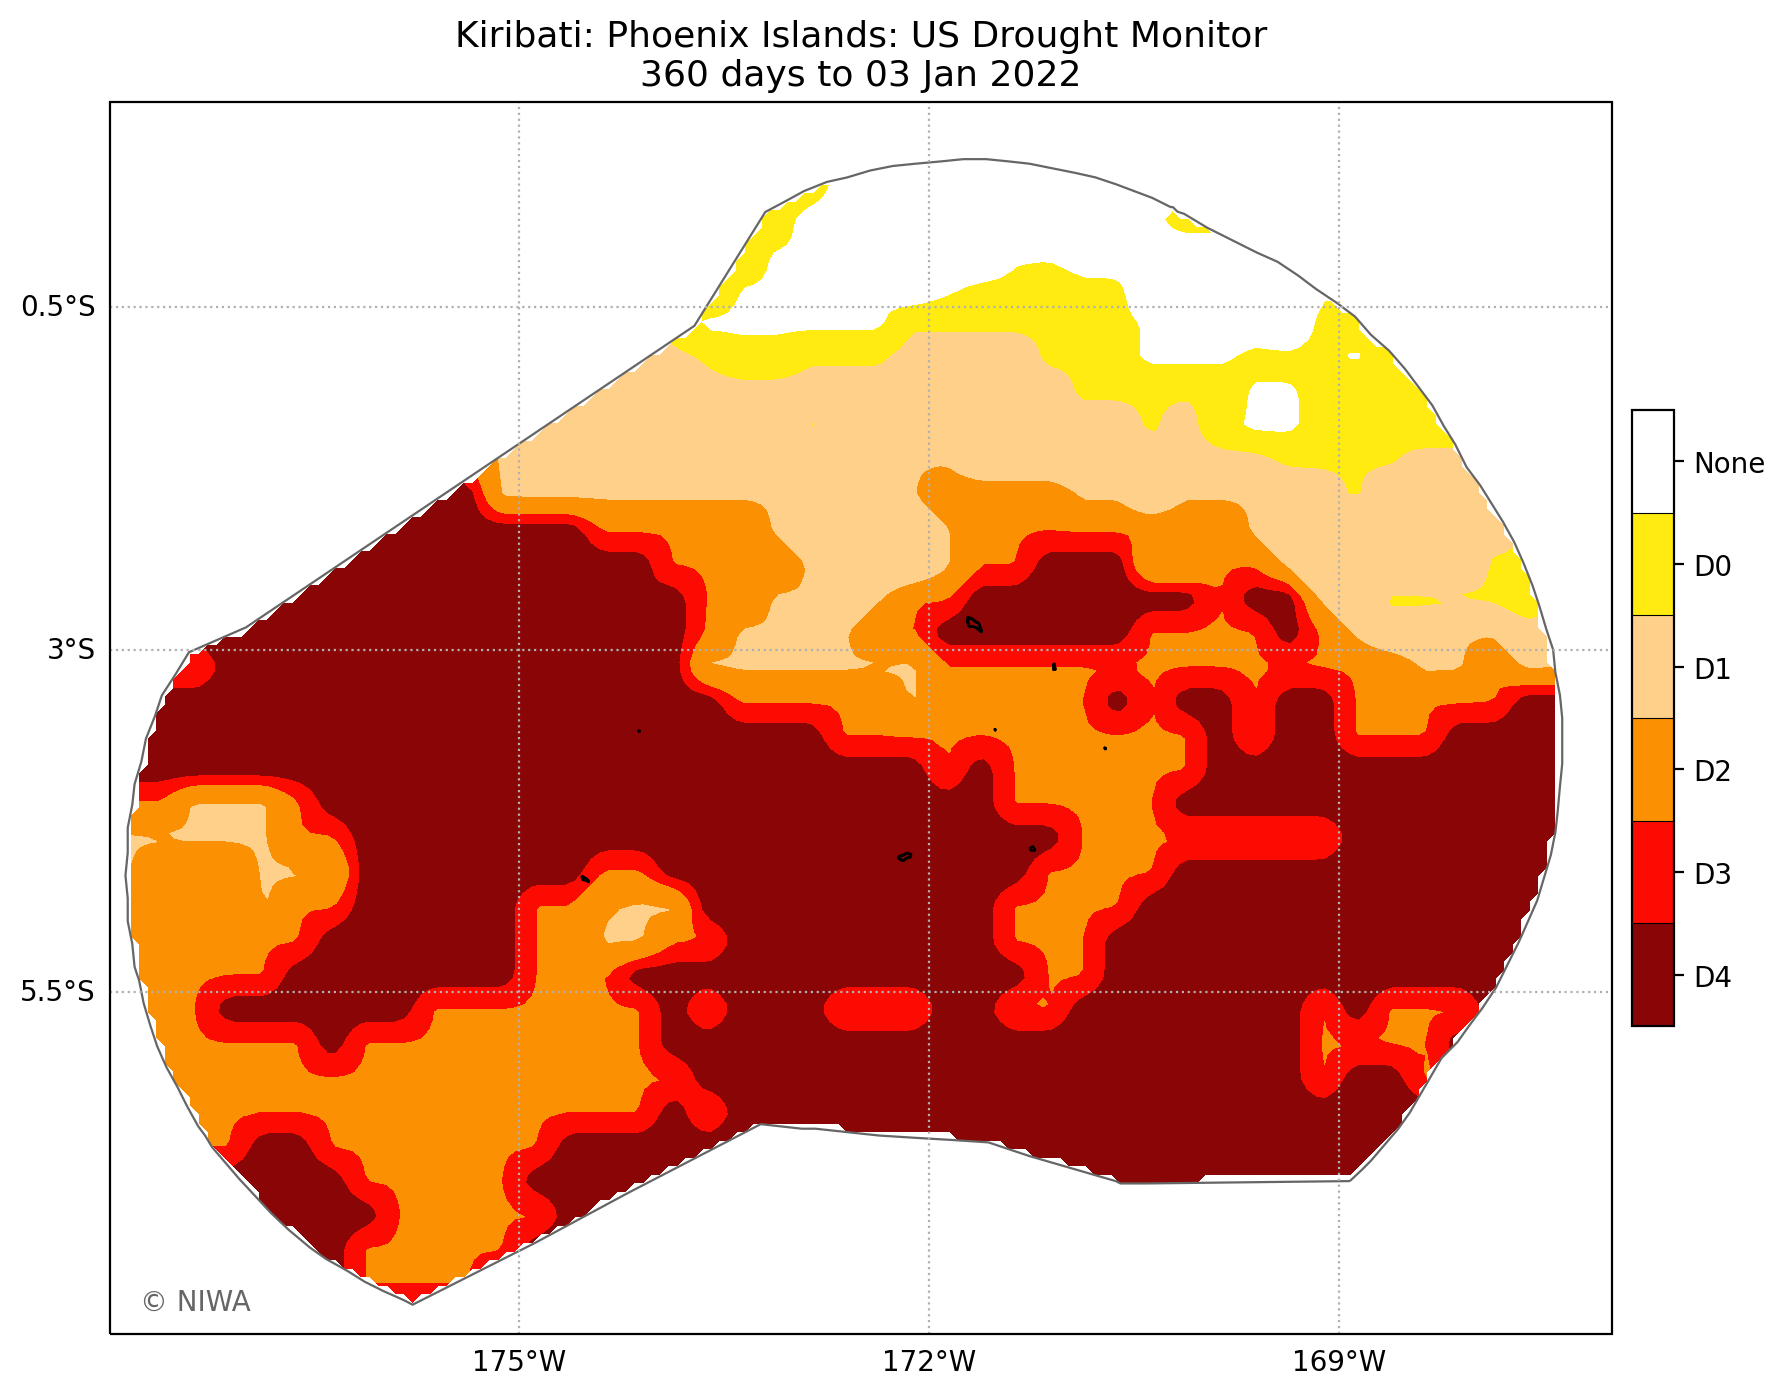 Kiribati: Phoenix Islands: US Drought Monitor
360 days to 03 Jan 2022
0.5°S
3°S
5.5°S
175°W
172°W
169°W
None
D0
D1
D2
D3
D4
© NIWA